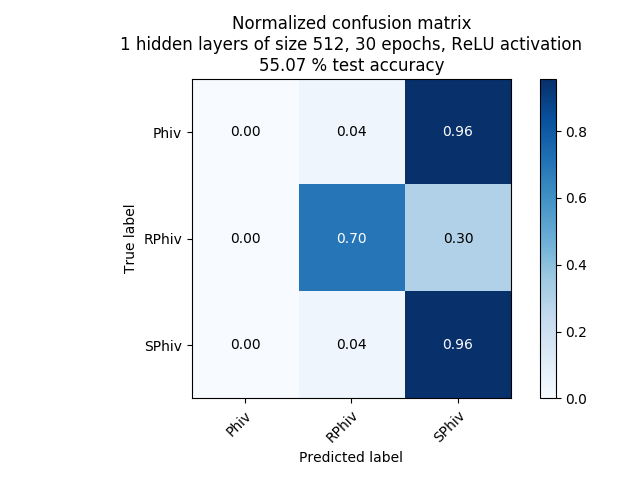 Normalized confusion matrix
1 hidden layers of size 512, 30 epochs, ReLU activation
55.07 % test accuracy
True label
Phiv 0.00 0.04 0.96
RPhiv 0.00 0.70 0.30
SPhiv 0.00 0.04 0.96
Phiv RPhiv SPhiv
Predicted label
0.8
0.6
0.4
0.2
0.0